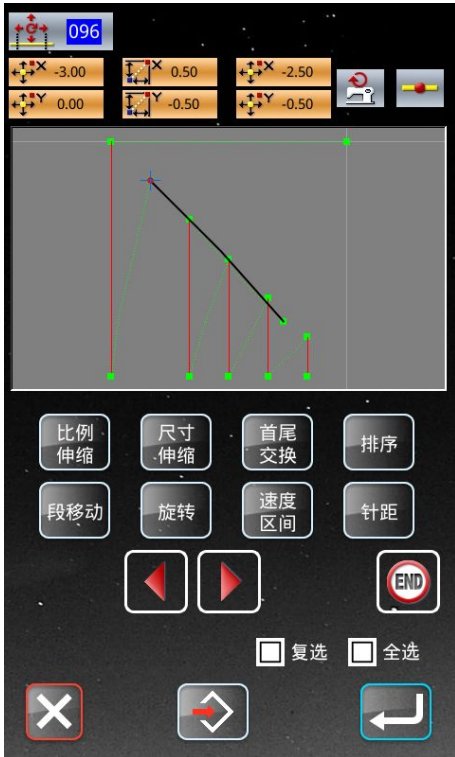 096
X -3.00 X 0.50 X -2.50
Y 0.00 Y -0.50 Y -0.50
比例
伸缩
尺寸
伸缩
首尾
交换
排序
段移动
旋转
速度
区间
针距
END
复选 全选